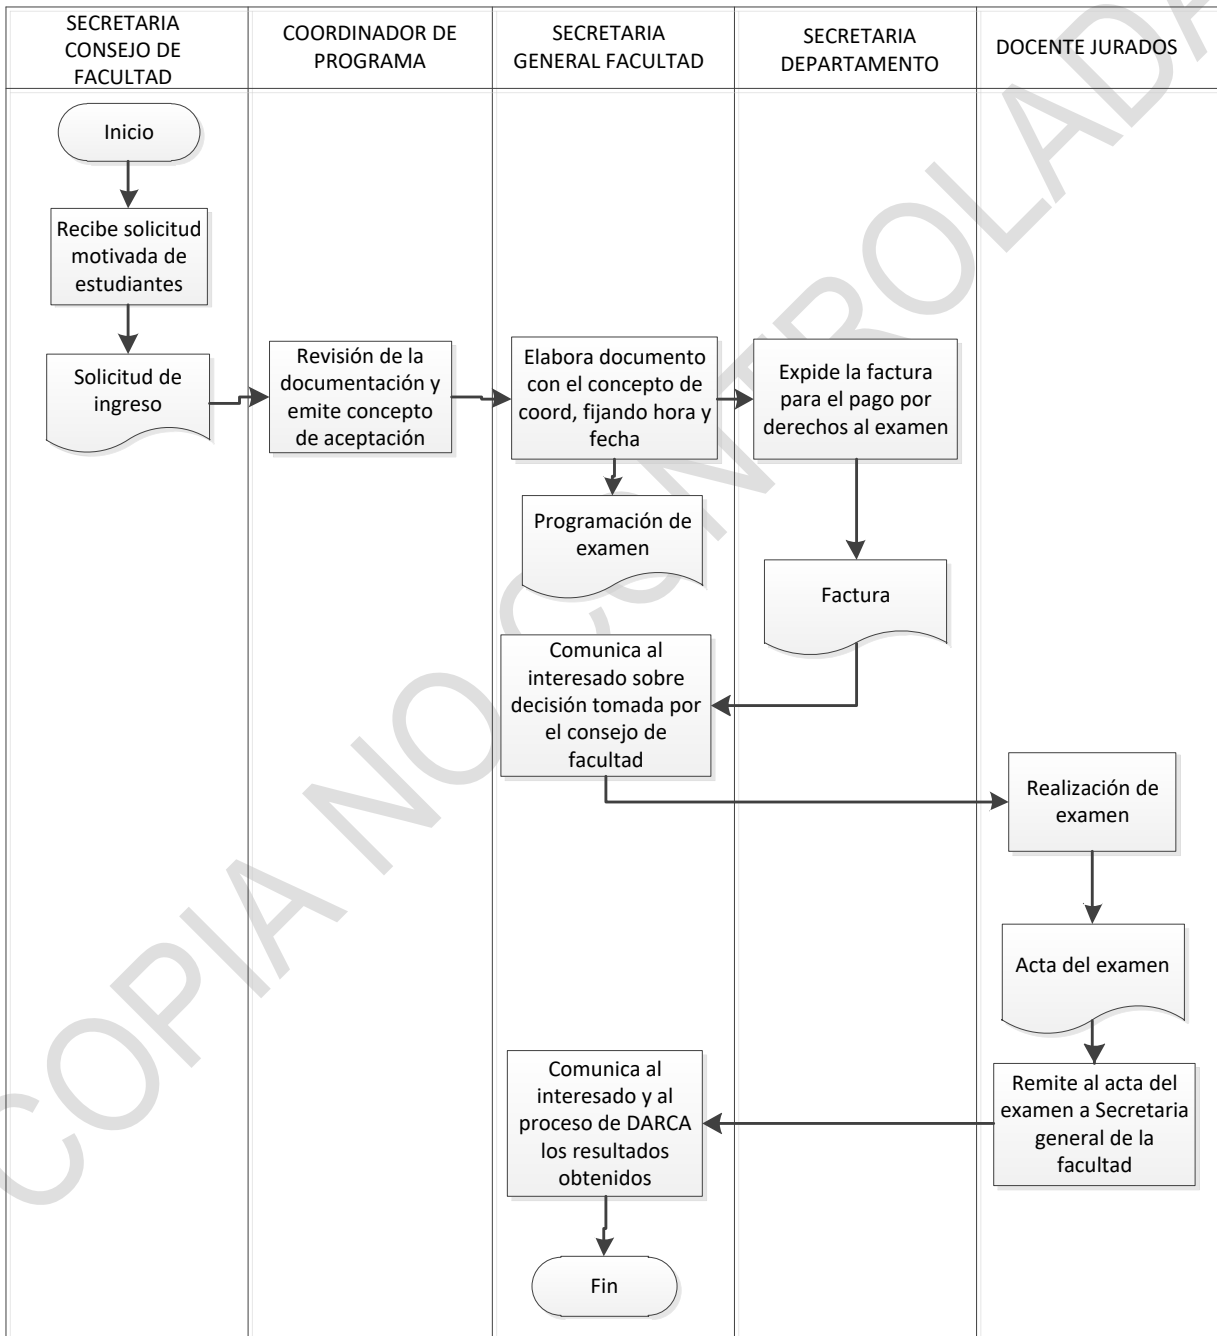 SECRETARIA
CONSEJO DE
FACULTAD
COORDINADOR DE
PROGRAMA
SECRETARIA
GENERAL FACULTAD
SECRETARIA
DEPARTAMENTO
DOCENTE JURADOS
Inicio
Recibe solicitud
motivada de
estudiantes
Solicitud de
ingreso
Revisión de la
documentación y
emite concepto
de aceptación
Elabora documento
con el concepto de
coord, fijando hora y
fecha
Expide la factura
para el pago por
derechos al examen
Programación de
examen
Factura
Comunica al
interesado sobre
decisión tomada por
el consejo de
facultad
Realización de
examen
Acta del examen
Remite al acta del
examen a Secretaria
general de la
facultad
Comunica al
interesado y al
proceso de DARCA
los resultados
obtenidos
Fin
COPIA NO CONTROLADA